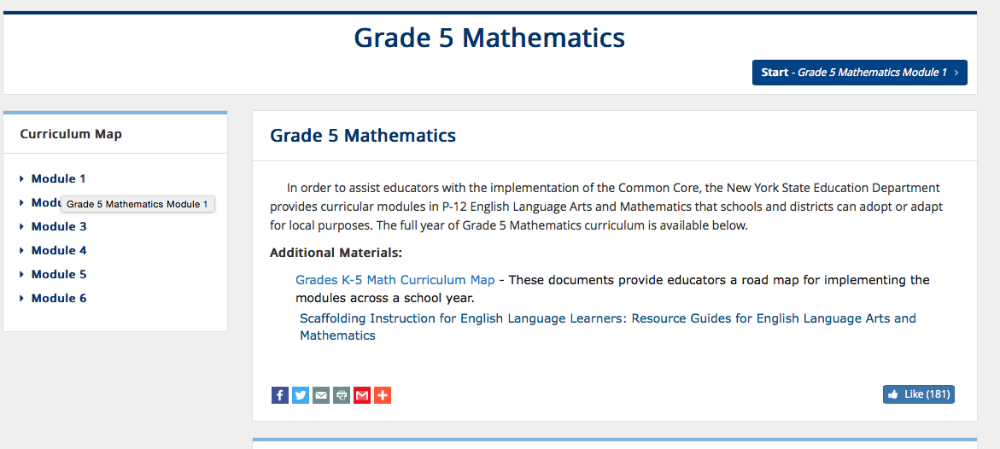 Grade 5 Mathematics
Start - Grade 5 Mathematics Module 1 >
Curriculum Map
Module 1
Grade 5 Mathematics Module 1
Module 3
Module 4
Module 5
Module 6
Grade 5 Mathematics
In order to assist educators with the implementation of the Common Core, the New York State Education Department
provides curricular modules in P-12 English Language Arts and Mathematics that schools and districts can adopt or adapt
for local purposes. The full year of Grade 5 Mathematics curriculum is available below.
Additional Materials:
Grades K-5 Math Curriculum Map - These documents provide educators a road map for implementing the
modules across a school year.
Scaffolding Instruction for English Language Learners: Resource Guides for English Language Arts and
Mathematics
Like (181)